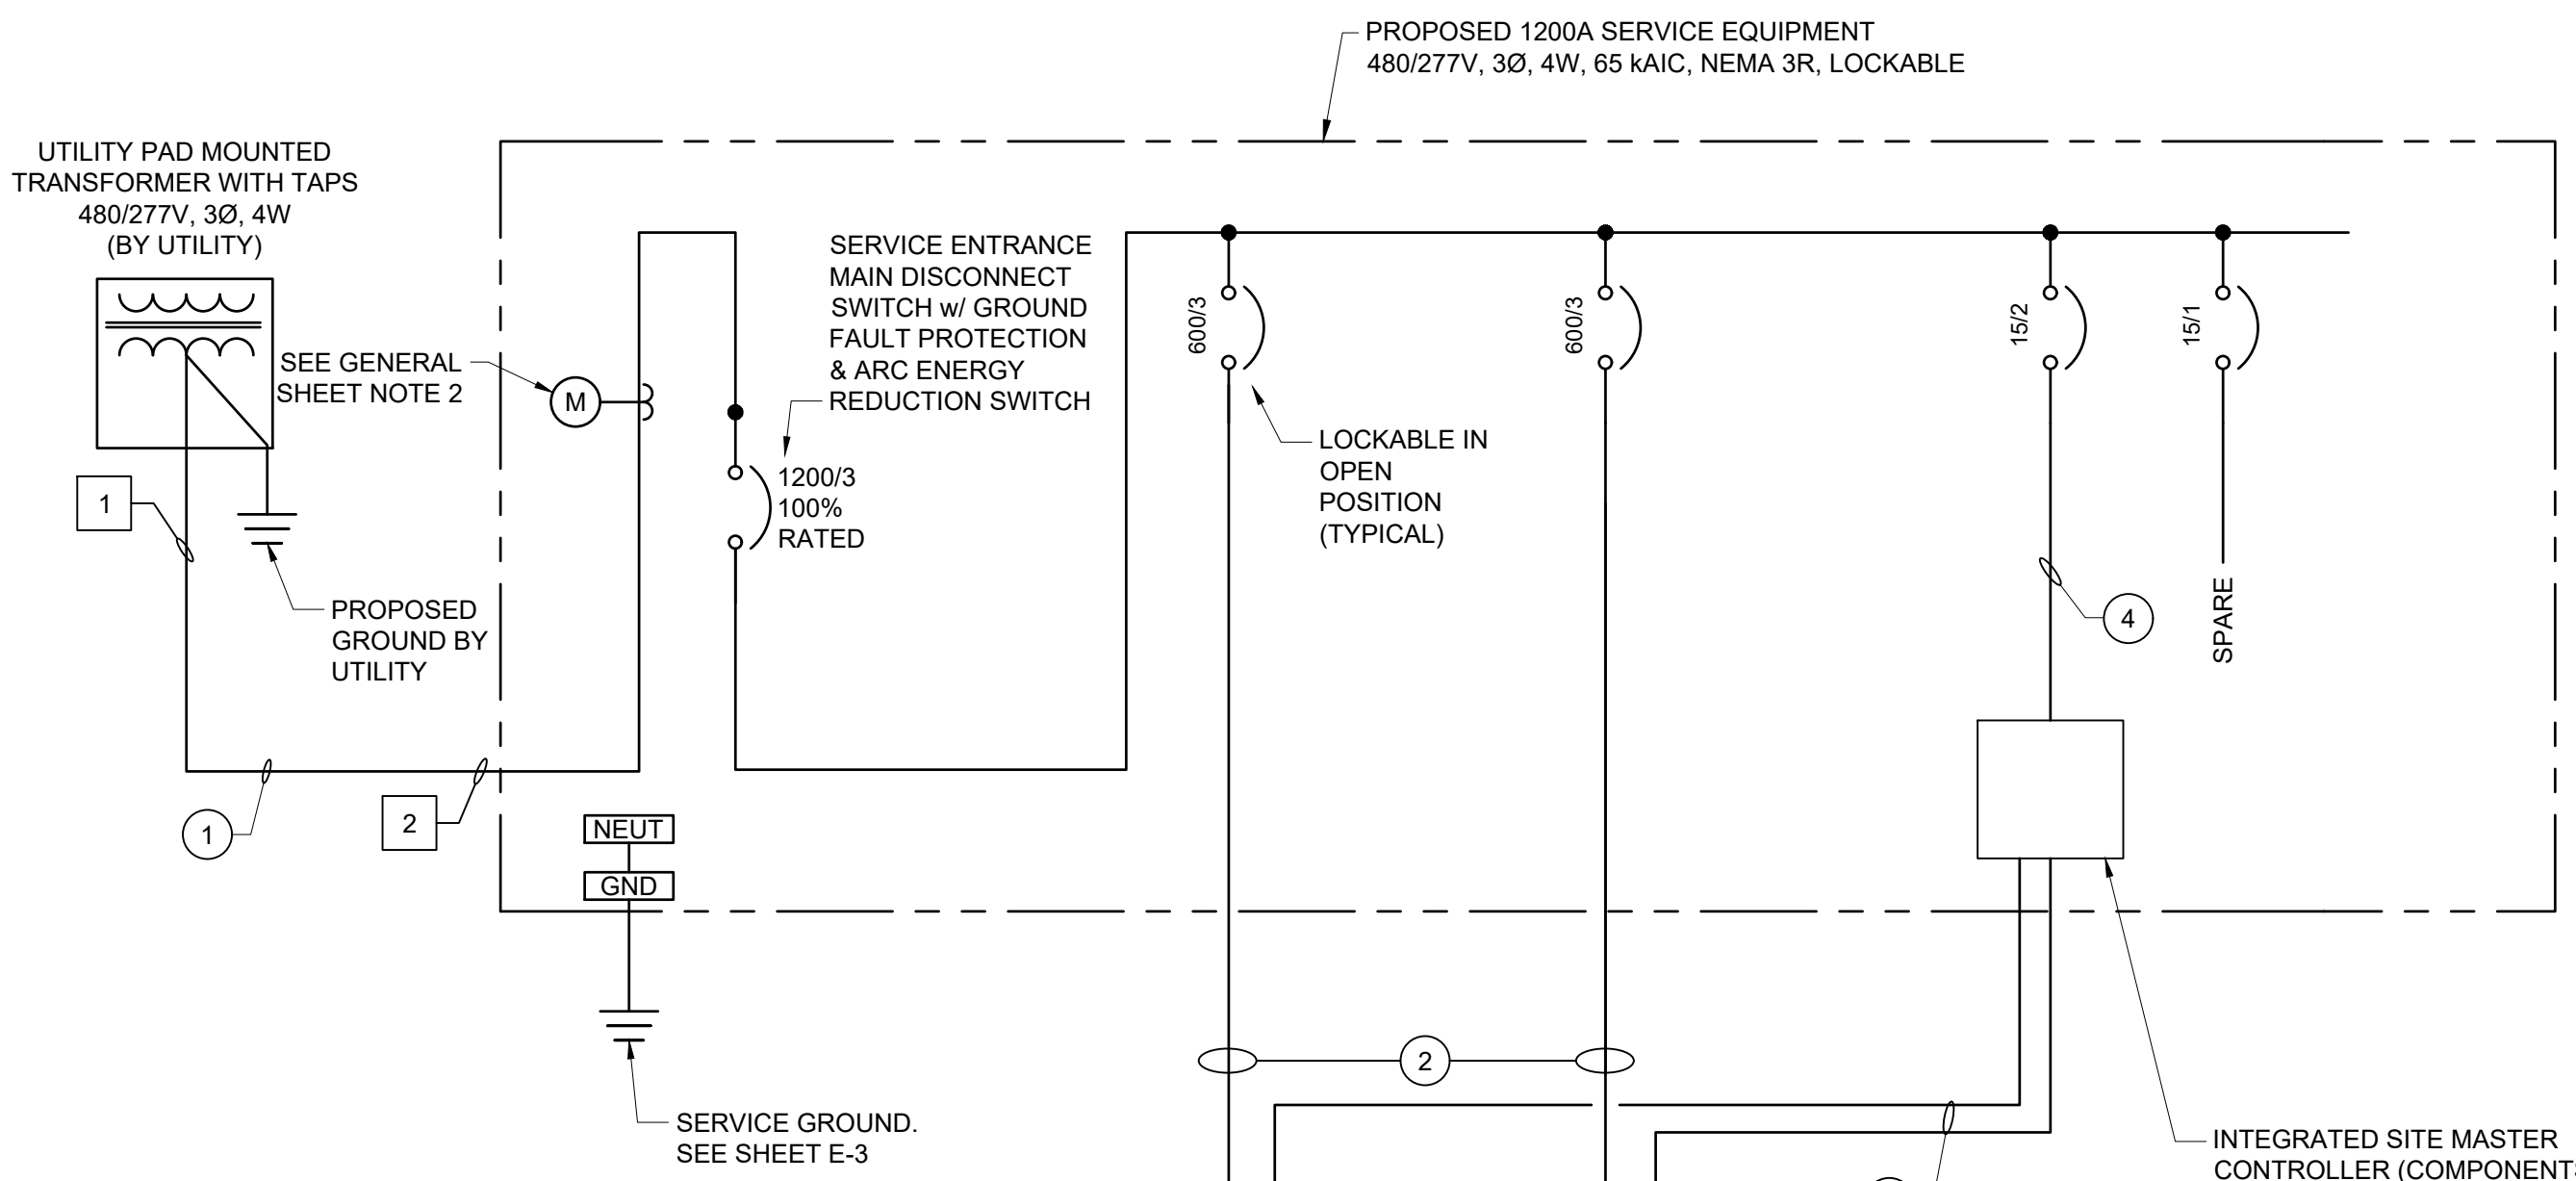 PROPOSED 1200A SERVICE EQUIPMENT
480/277V, 3Ø, 4W, 65 kAIC, NEMA 3R, LOCKABLE
UTILITY PAD MOUNTED
TRANSFORMER WITH TAPS
480/277V, 3Ø, 4W
(BY UTILITY)
SEE GENERAL
SHEET NOTE 2
M
SERVICE ENTRANCE
MAIN DISCONNECT
SWITCH w/ GROUND
FAULT PROTECTION
& ARC ENERGY
REDUCTION SWITCH
1200/3
100%
RATED
600/3
600/3
15/2
15/1
LOCKABLE IN
OPEN
POSITION
(TYPICAL)
1
PROPOSED
GROUND BY
UTILITY
4
SPARE
1
2
NEUT
GND
2
SERVICE GROUND.
SEE SHEET E-3
INTEGRATED SITE MASTER
CONTROLLER (COMPONENTS